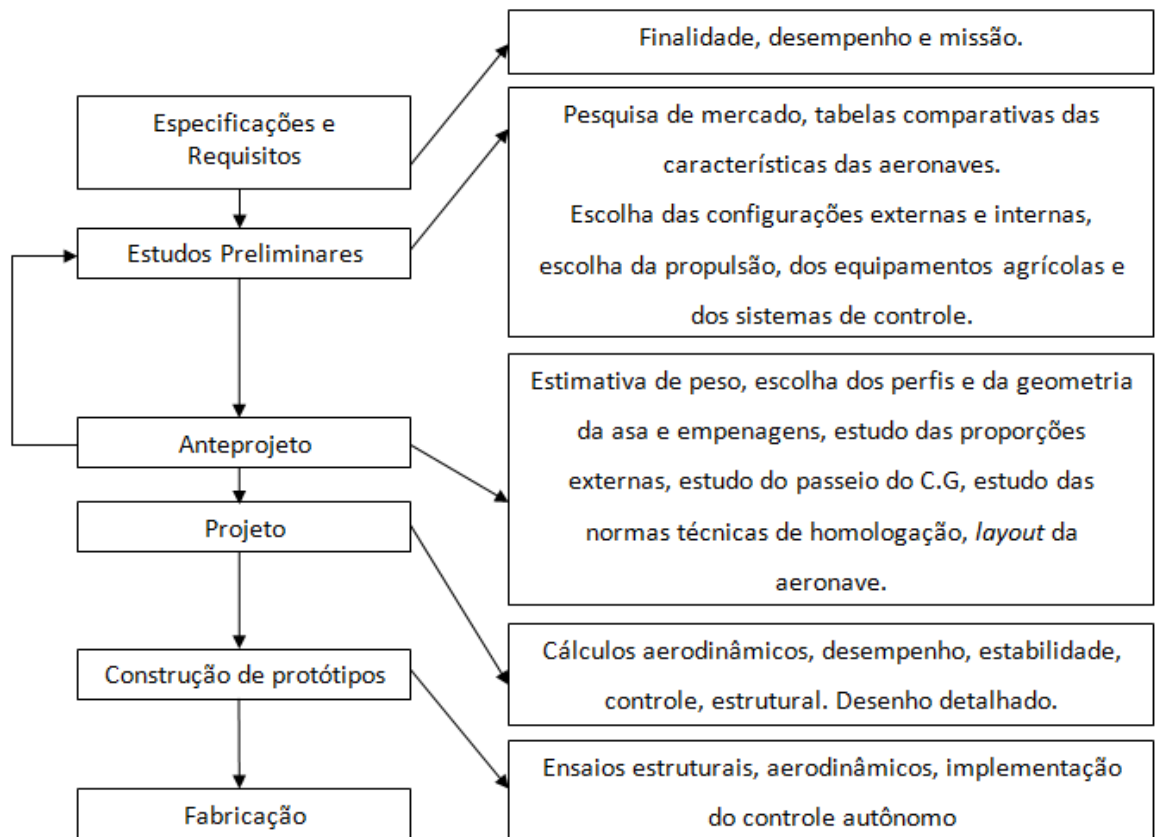 Finalidade, desempenho e missão.
Especificações e
Requisitos
Pesquisa de mercado, tabelas comparativas das
características das aeronaves.
Escolha das configurações externas e internas,
escolha da propulsão, dos equipamentos agrícolas e
dos sistemas de controle.
Estudos Preliminares
Estimativa de peso, escolha dos perfis e da geometria
da asa e empenagens, estudo das proporções
externas, estudo do passeio do C.G, estudo das
normas técnicas de homologação, layout da
aeronave.
Anteprojeto
Projeto
Cálculos aerodinâmicos, desempenho, estabilidade,
controle, estrutural. Desenho detalhado.
Construção de protótipos
Ensaios estruturais, aerodinâmicos, implementação
do controle autônomo
Fabricação